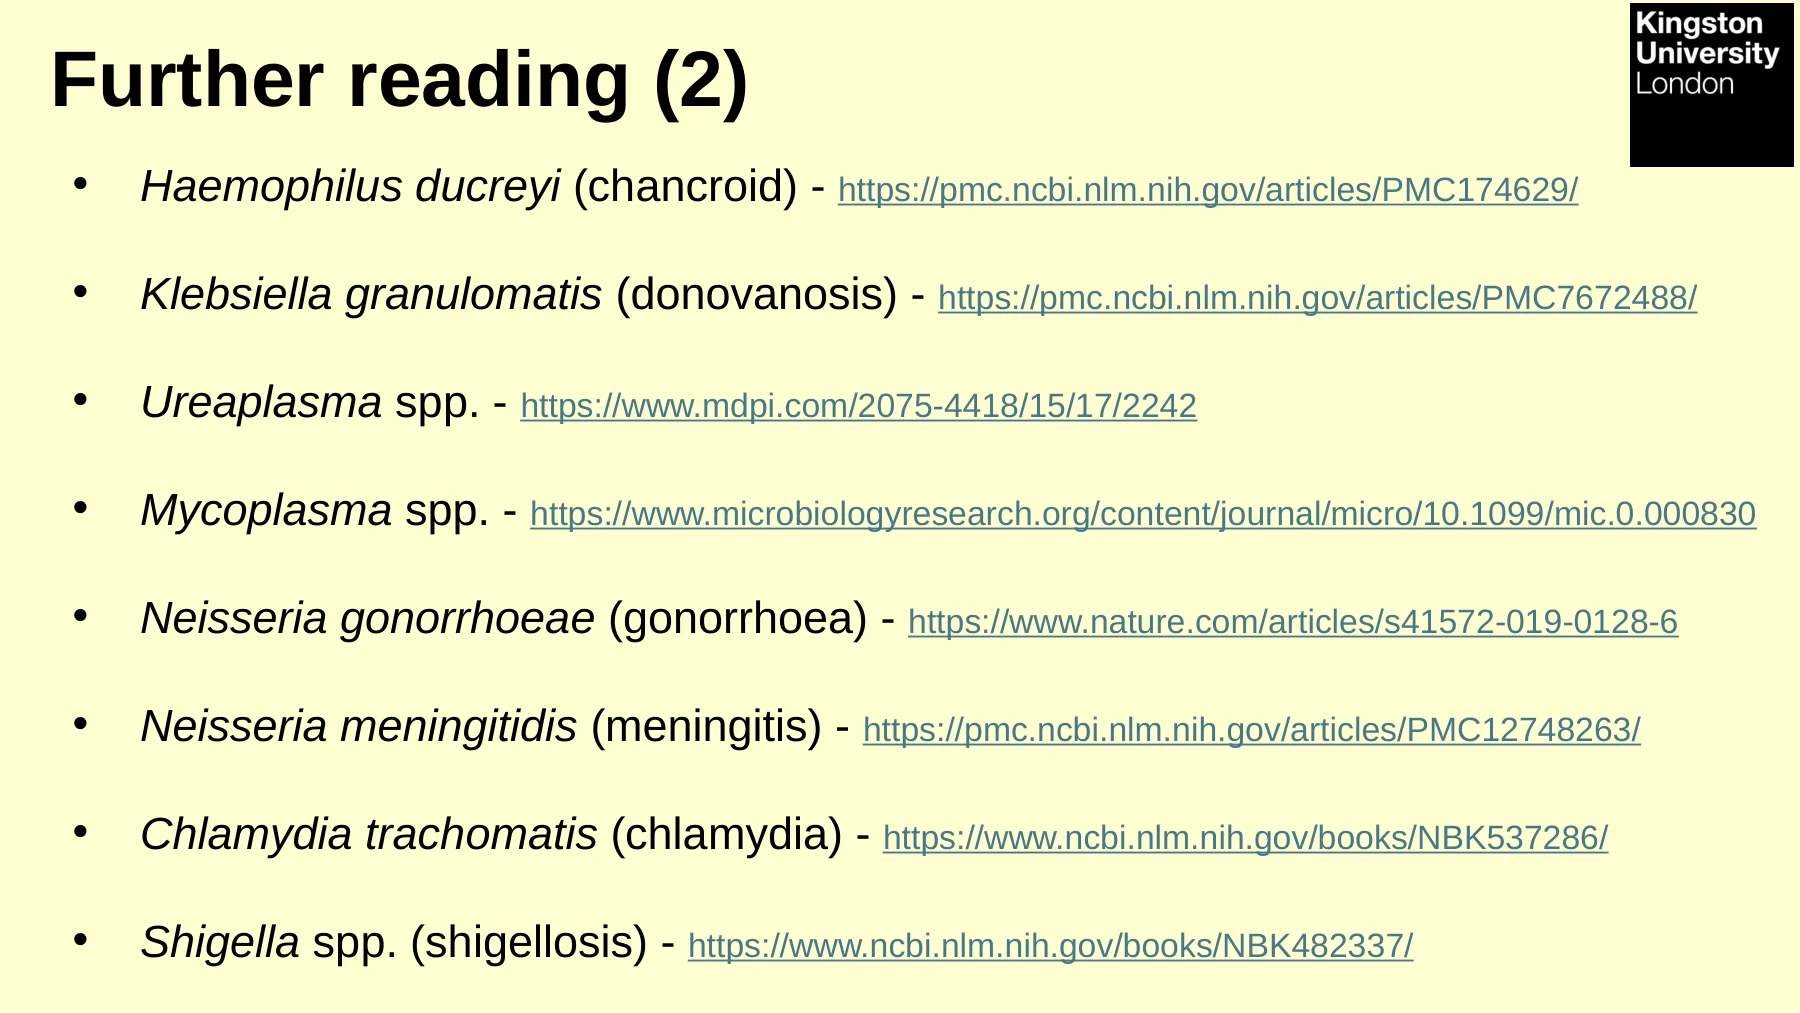 Kingston
University
London
Further reading (2)
• Haemophilus ducreyi (chancroid) - https://pmc.ncbi.nlm.nih.gov/articles/PMC174629/
• Klebsiella granulomatis (donovanosis) - https://pmc.ncbi.nlm.nih.gov/articles/PMC7672488/
• Ureaplasma spp. - https://www.mdpi.com/2075-4418/15/17/2242
• Mycoplasma spp. - https://www.microbiologyresearch.org/content/journal/micro/10.1099/mic.0.000830
• Neisseria gonorrhoeae (gonorrhoea) - https://www.nature.com/articles/s41572-019-0128-6
• Neisseria meningitidis (meningitis) - https://pmc.ncbi.nlm.nih.gov/articles/PMC12748263/
• Chlamydia trachomatis (chlamydia) - https://www.ncbi.nlm.nih.gov/books/NBK537286/
• Shigella spp. (shigellosis) - https://www.ncbi.nlm.nih.gov/books/NBK482337/